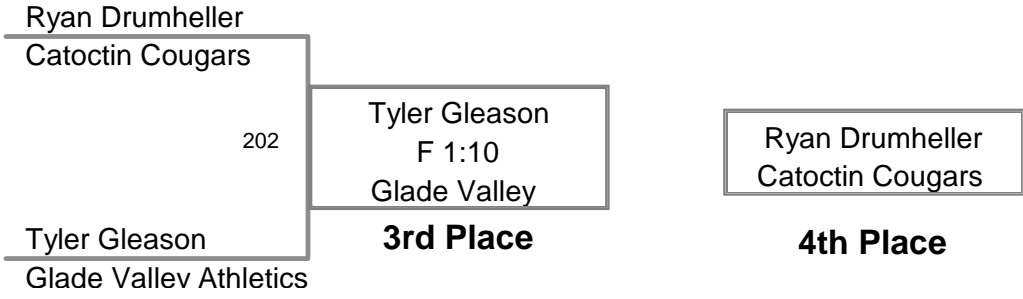 Ryan Drumheller
Catoctin Cougars
202
Tyler Gleason
F 1:10
Glade Valley
3rd Place
Ryan Drumheller
Catoctin Cougars
4th Place
Tyler Gleason
Glade Valley Athletics